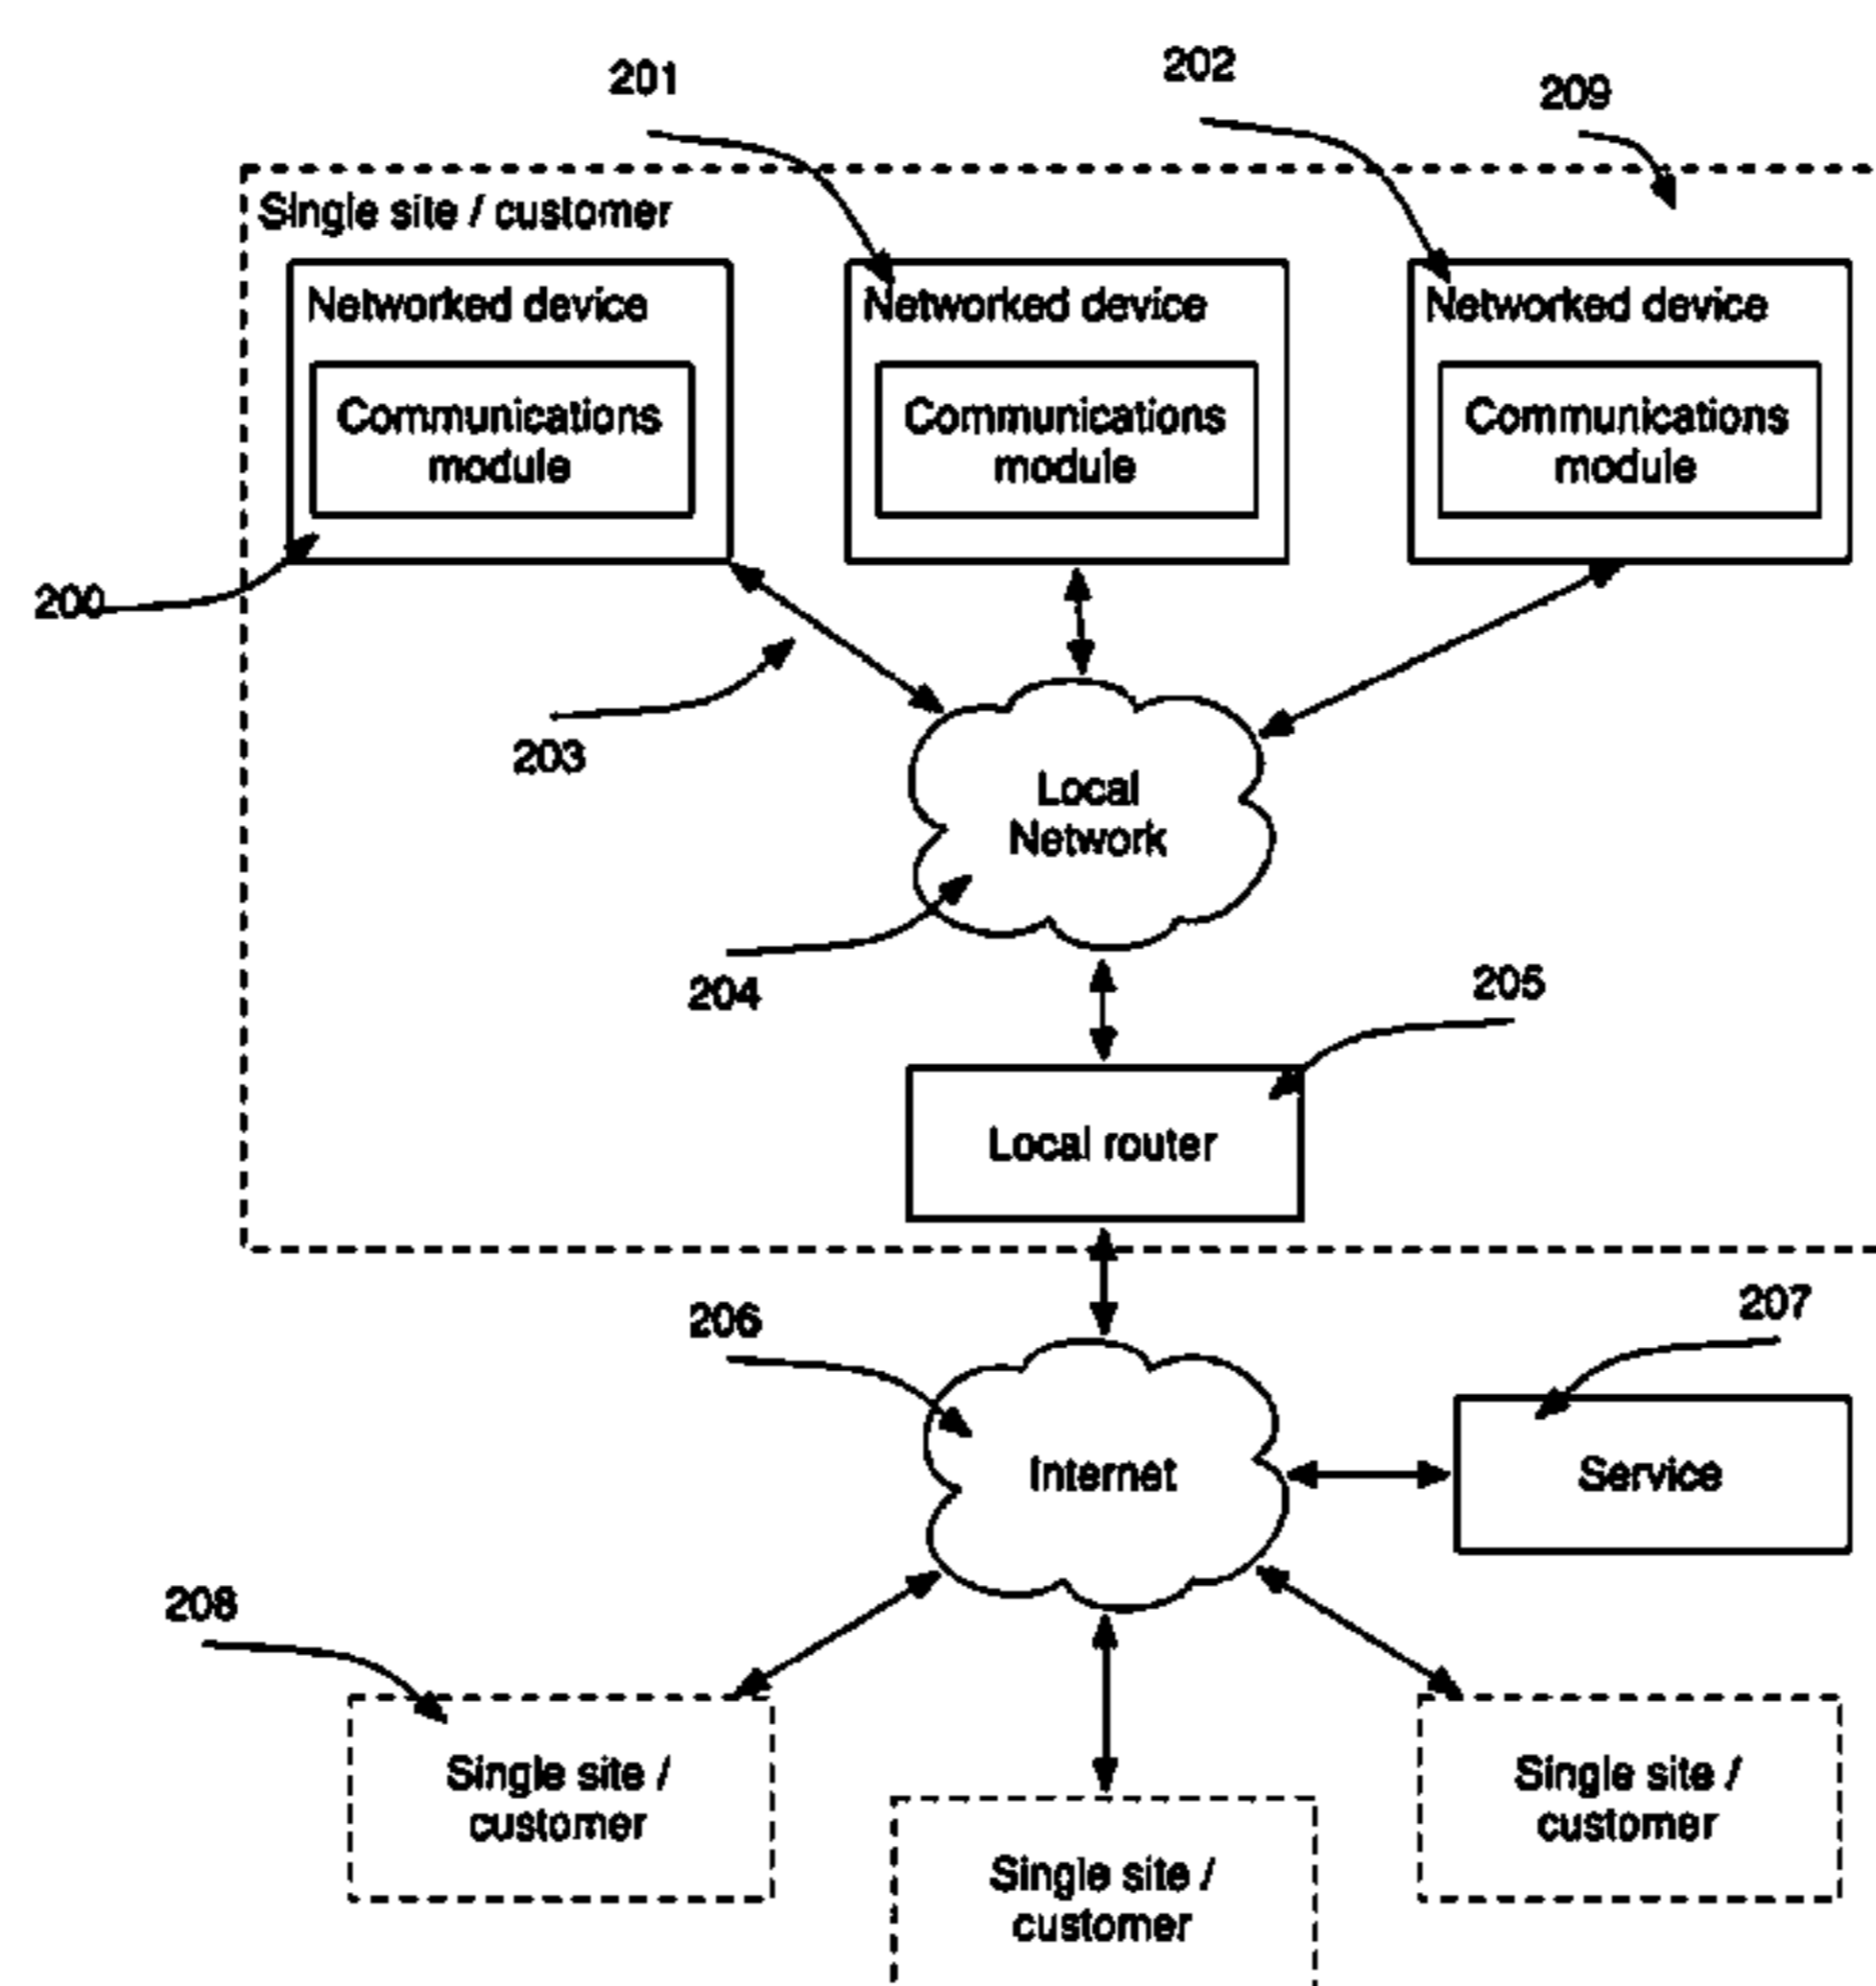 201
202
209
Single site / customer
Networked device
Networked device
Networked device
Communications
module
Communications
module
Communications
module
200
203
Local
Network
204
205
Local router
206
207
Internet
Service
208
Single site /
customer
Single site /
customer
Single site /
customer